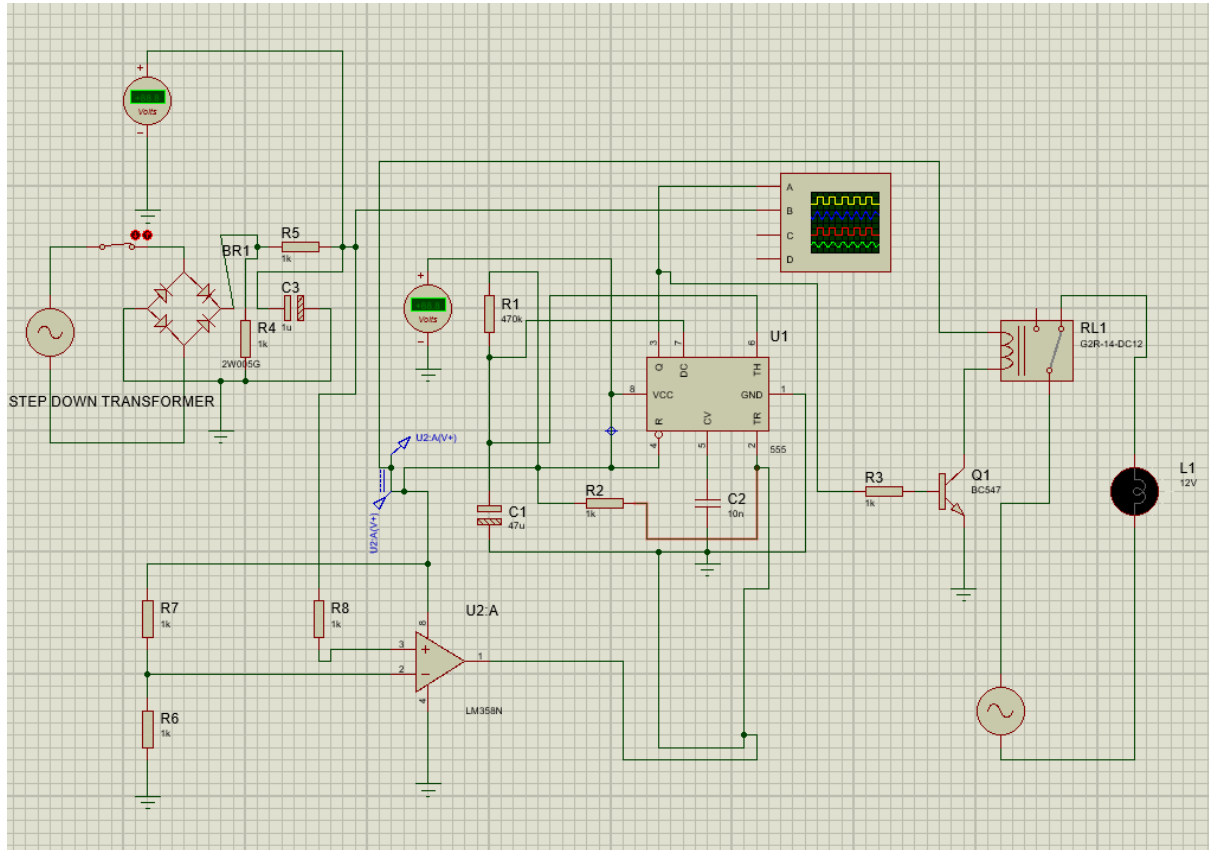 +
Volts
-
BR1
R5
1k
C3
1u
R4
1k
2W005G
STEP DOWN TRANSFORMER
+
Volts
-
R1
470k
A
B
C
D
U1
3
7
6
Q
DC
TH
8
VCC
GND
1
R
CV
TR
4
5
2
555
U2:A(V+)
U2:A(V+)
C1
47u
R2
1k
C2
10n
R3
1k
Q1
BC547
RL1
G2R-14-DC12
L1
12V
R7
1k
R8
1k
U2:A
8
3
+
1
2
-
4
LM358N
R6
1k